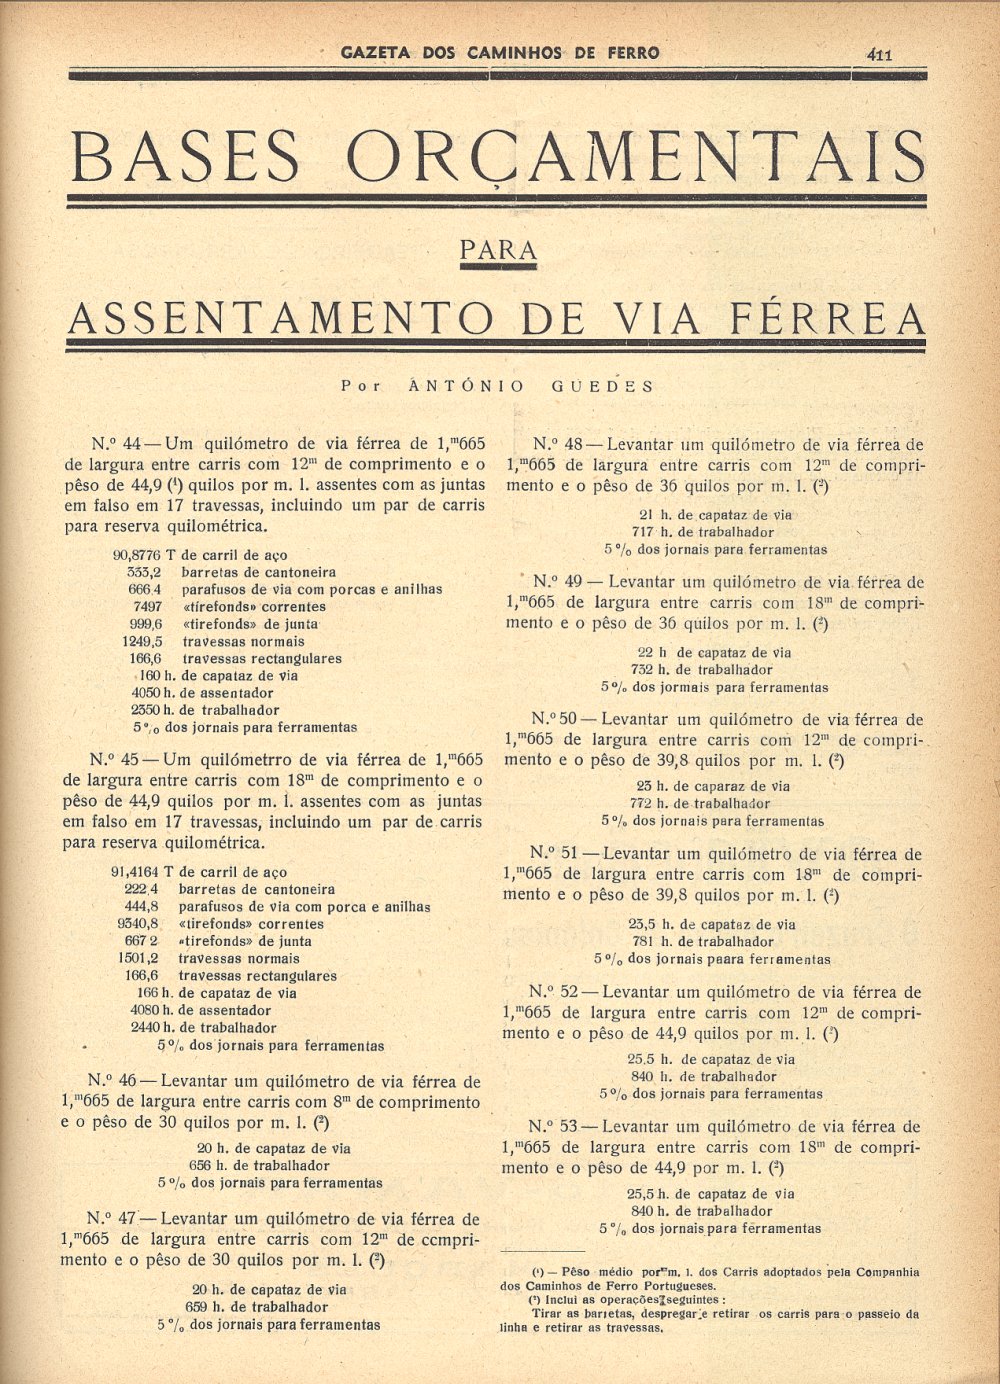 GAZETA DOS CAMINHOS DE FERRO 411
BASES ORÇAMENTAIS
PARA
ASSENTAMENTO DE VIA FÉRREA
Por ANTÓNIO GUEDES
N.º 44 — Um quilómetro de via férrea de 1,ᵐ665
de largura entre carris com 12ᵐ de comprimento e o
pêso de 44,9 (¹) quilos por m. l. assentes com as juntas
em falso em 17 travessas, incluindo um par de carris
para reserva quilométrica.
90,8776 T de carril de aço
333,2 barretas de cantoneira
666,4 parafusos de via com porcas e anilhas
7497 «tirefonds» correntes
999,6 «tirefonds» de junta
1249,5 travessas normais
166,6 travessas rectangulares
160 h. de capataz de via
4050 h. de assentador
2350 h. de trabalhador
5 % dos jornais para ferramentas
N.º 45 — Um quilómetrro de via férrea de 1,ᵐ665
de largura entre carris com 18ᵐ de comprimento e o
pêso de 44,9 quilos por m. l. assentes com as juntas
em falso em 17 travessas, incluindo um par de carris
para reserva quilométrica.
91,4164 T de carril de aço
222,4 barretas de cantoneira
444,8 parafusos de via com porca e anilhas
9340,8 «tirefonds» correntes
667 2 «tirefonds» de junta
1501,2 travessas normais
166,6 travessas rectangulares
166 h. de capataz de via
4080 h. de assentador
2440 h. de trabalhador
5 % dos jornais para ferramentas
N.º 46 — Levantar um quilómetro de via férrea de
1,ᵐ665 de largura entre carris com 8ᵐ de comprimento
e o pêso de 30 quilos por m. l. (²)
20 h. de capataz de via
656 h. de trabalhador
5 % dos jornais para ferramentas
N.º 47 — Levantar um quilómetro de via férrea de
1,ᵐ665 de largura entre carris com 12ᵐ de ccmpri-
mento e o pêso de 30 quilos por m. l. (²)
20 h. de capataz de via
659 h. de trabalhador
5 % dos jornais para ferramentas
N.º 48 — Levantar um quilómetro de via férrea de
1,ᵐ665 de largura entre carris com 12ᵐ de compri-
mento e o pêso de 36 quilos por m. l. (²)
21 h. de capataz de via
717 h. de trabalhador
5 % dos jornais para ferramentas
N.º 49 — Levantar um quilómetro de via férrea de
1,ᵐ665 de largura entre carris com 18ᵐ de compri-
mento e o pêso de 36 quilos por m. l. (²)
22 h de capataz de via
732 h. de trabalhador
5 % dos jormais para ferramentas
N.º 50 — Levantar um quilómetro de via férrea de
1,ᵐ665 de largura entre carris com 12ᵐ de compri-
mento e o pêso de 39,8 quilos por m. l. (²)
23 h. de caparaz de via
772 h. de trabalhador
5 % dos jornais para ferramentas
N.º 51 — Levantar um quilómetro de via férrea de
1,ᵐ665 de largura entre carris com 18ᵐ de compri-
mento e o pêso de 39,8 quilos por m. l. (²)
23,5 h. de capataz de via
781 h. de trabalhador
5 % dos jornais paara ferramentas
N.º 52 — Levantar um quilómetro de via férrea de
1,ᵐ665 de largura entre carris com 12ᵐ de compri-
mento e o pêso de 44,9 quilos por m. l. (²)
25,5 h. de capataz de via
840 h. de trabalhador
5 % dos jornais para ferramentas
N.º 53 — Levantar um quilómetro de via férrea de
1,ᵐ665 de largura entre carris com 18ᵐ de compri-
mento e o pêso de 44,9 por m. l. (²)
25,5 h. de capataz de via
840 h. de trabalhador
5 % dos jornais para ferramentas
(¹) — Pêso médio por m. l. dos Carris adoptados pela Companhia
dos Caminhos de Ferro Portugueses.
(²) Inclui as operações seguintes :
Tirar as barretas, despregar e retirar os carris para o passeio da
linha e retirar as travessas.